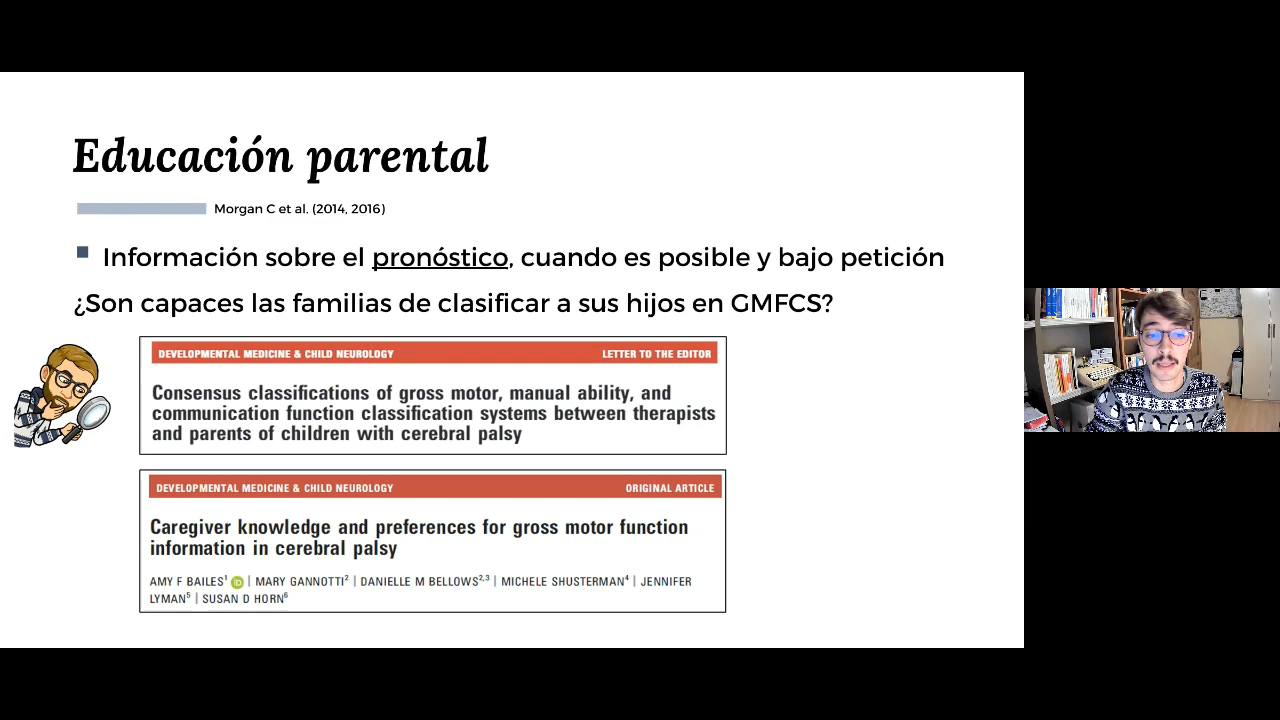 Educación parental
Morgan C et al. (2014, 2016)
▪ Información sobre el pronóstico, cuando es posible y bajo petición
¿Son capaces las familias de clasificar a sus hijos en GMFCS?
DEVELOPMENTAL MEDICINE & CHILD NEUROLOGY LETTER TO THE EDITOR
Consensus classifications of gross motor, manual ability, and
communication function classification systems between therapists
and parents of children with cerebral palsy
DEVELOPMENTAL MEDICINE & CHILD NEUROLOGY ORIGINAL ARTICLE
Caregiver knowledge and preferences for gross motor function
information in cerebral palsy
AMY F BAILES¹ iD | MARY GANNOTTI² | DANIELLE M BELLOWS²,³ | MICHELE SHUSTERMAN⁴ | JENNIFER
LYMAN⁵ | SUSAN D HORN⁶